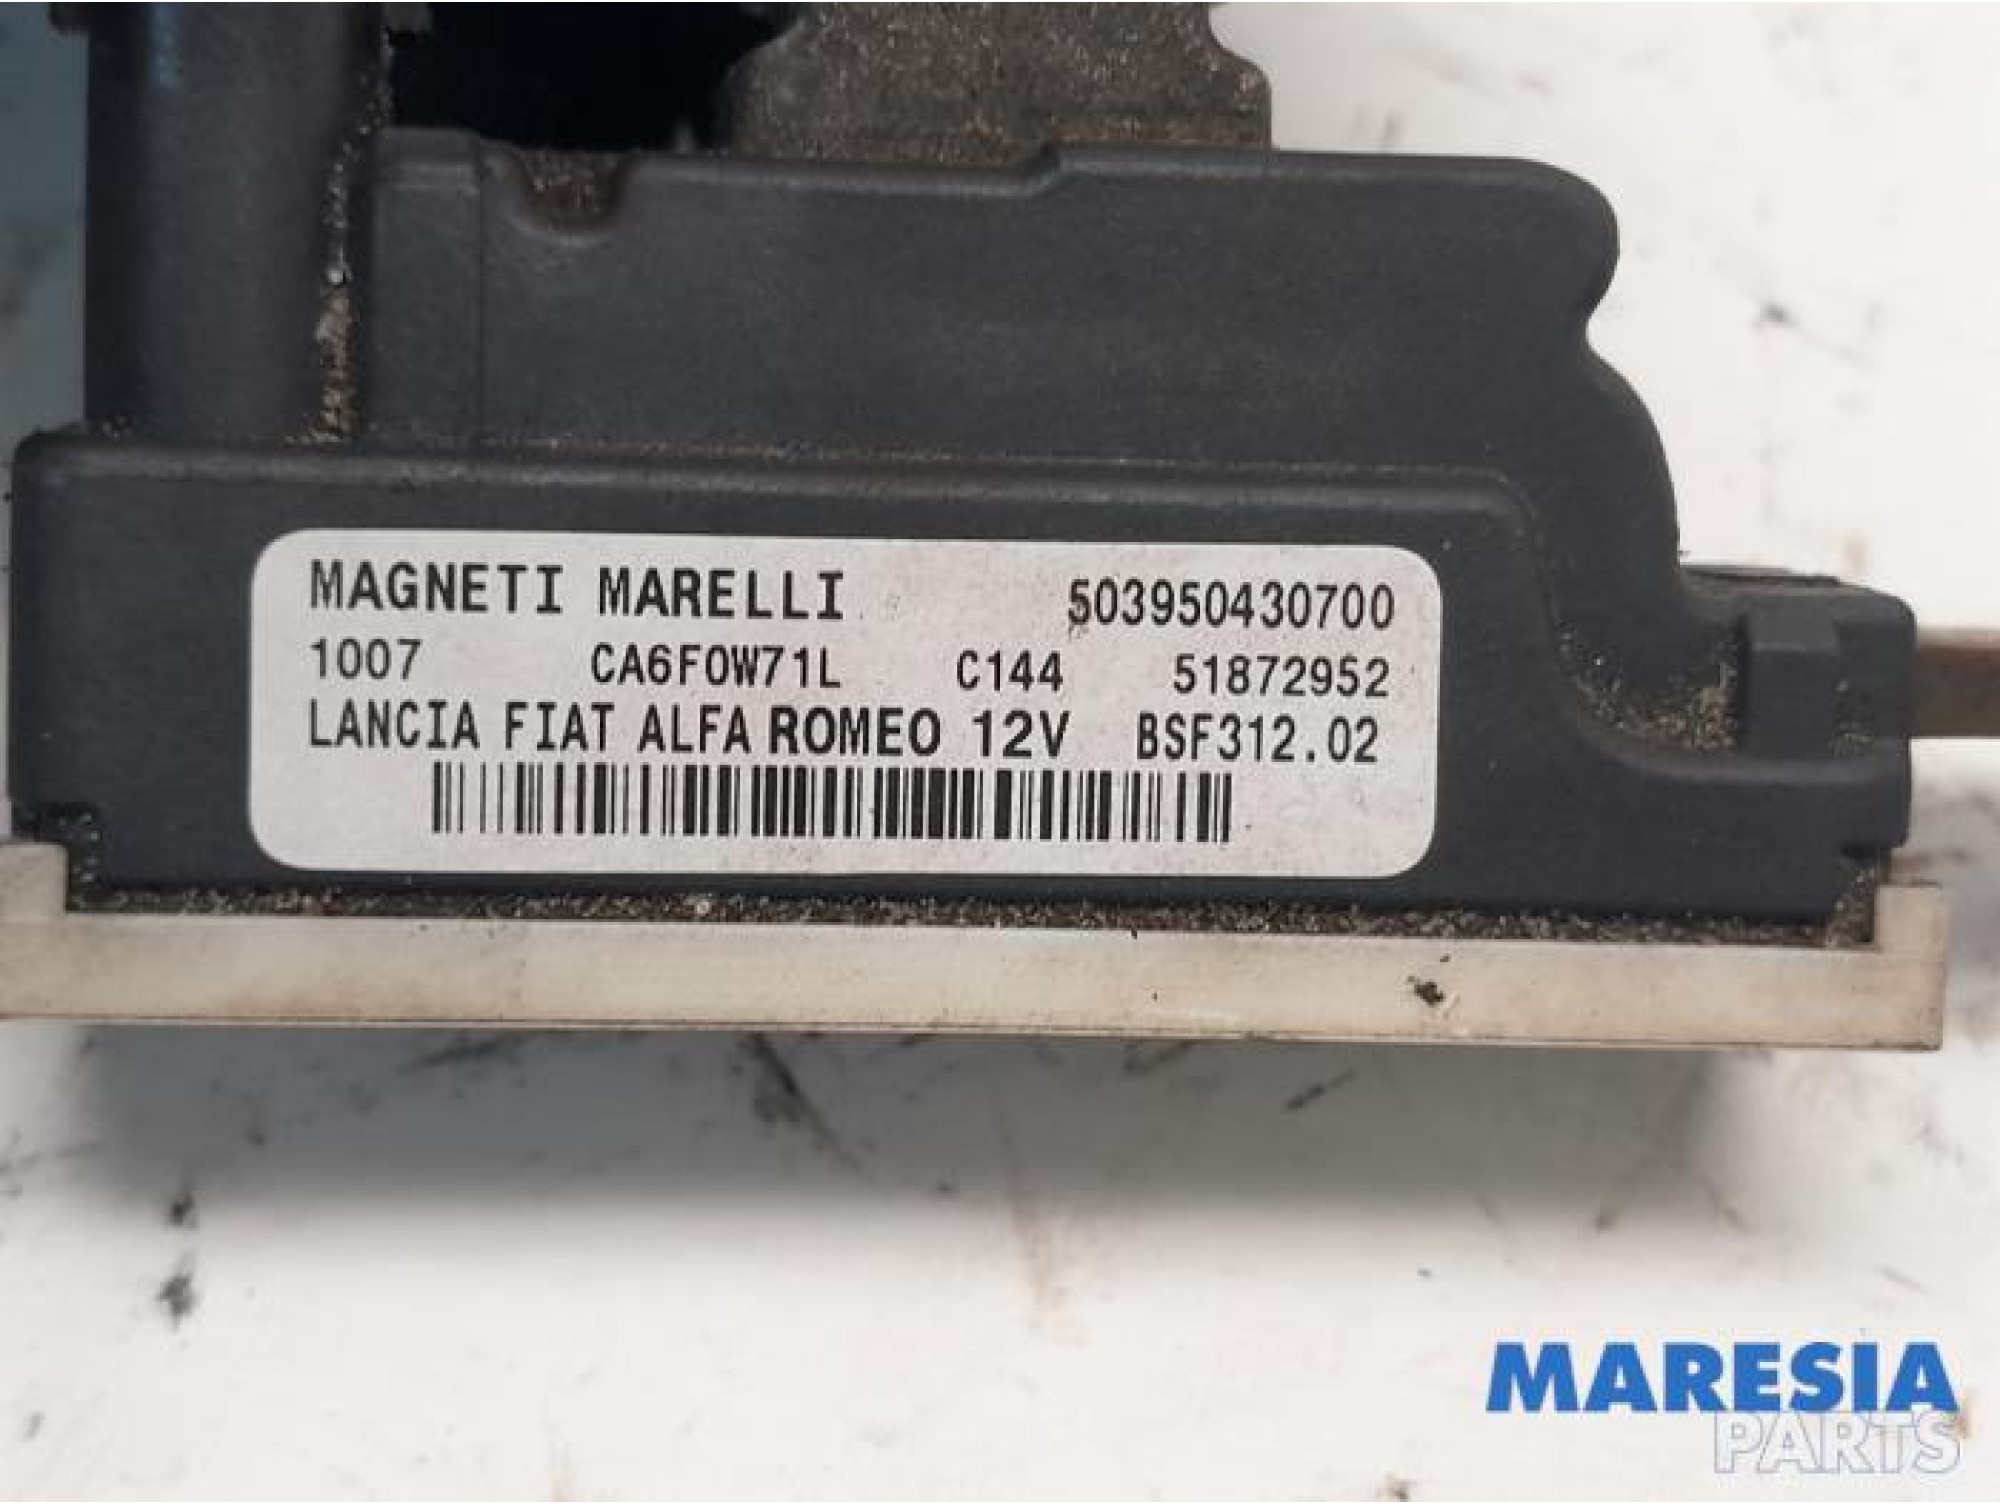 MAGNETI MARELLI 503950430700
1007 CA6F0W71L C144 51872952
LANCIA FIAT ALFA ROMEO 12V BSF312.02
MARESIA
PARTS